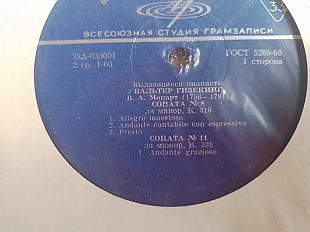 33
ВСЕСОЮЗНАЯ СТУДИЯ ГРАМЗАПИСИ
33Д-033001
ГОСТ 5289-68
2 гр. 1-00
1 сторона
Выдающиеся пианисты
ВАЛЬТЕР ГИЗЕКИНГ
В. А. Моцарт (1756—179
СОНАТА № 8
ля минор, К. 310
1. Allegro maestoso
2. Andante cantabile con espressivo
3. Presto
СОНАТА № 11
ля мажор, К. 331
1. Andante grazioso